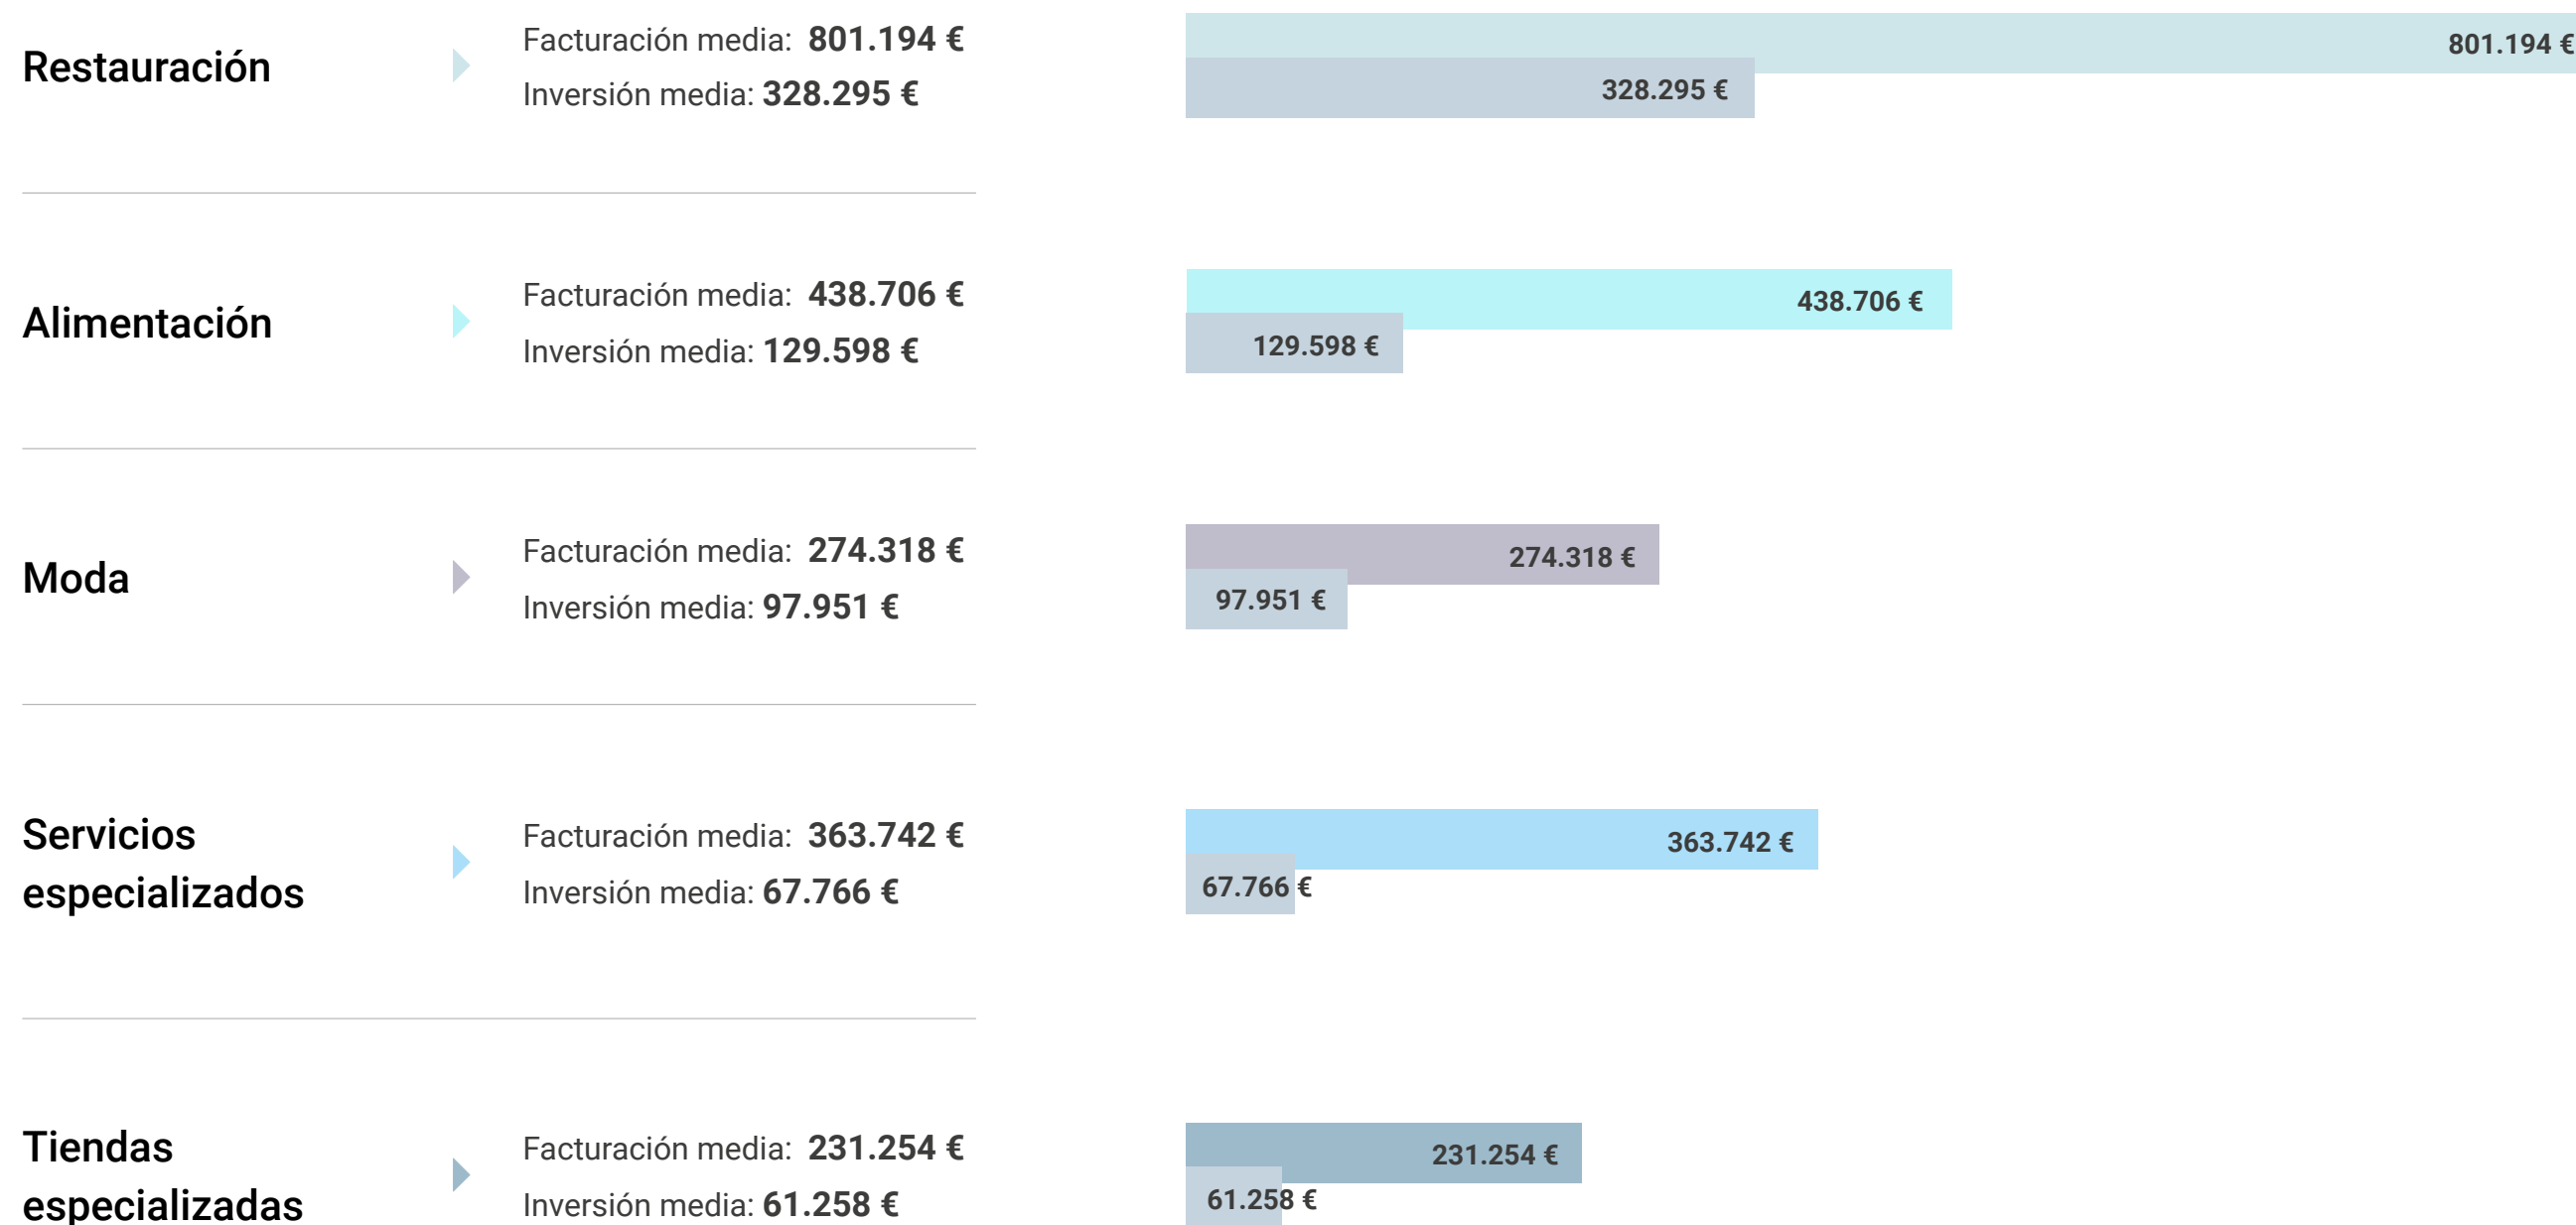 Restauración
Facturación media: 801.194 €
Inversión media: 328.295 €
801.194 €
328.295 €
Alimentación
Facturación media: 438.706 €
Inversión media: 129.598 €
438.706 €
129.598 €
Moda
Facturación media: 274.318 €
Inversión media: 97.951 €
274.318 €
97.951 €
Servicios
especializados
Facturación media: 363.742 €
Inversión media: 67.766 €
363.742 €
67.766 €
Tiendas
especializadas
Facturación media: 231.254 €
Inversión media: 61.258 €
231.254 €
61.258 €